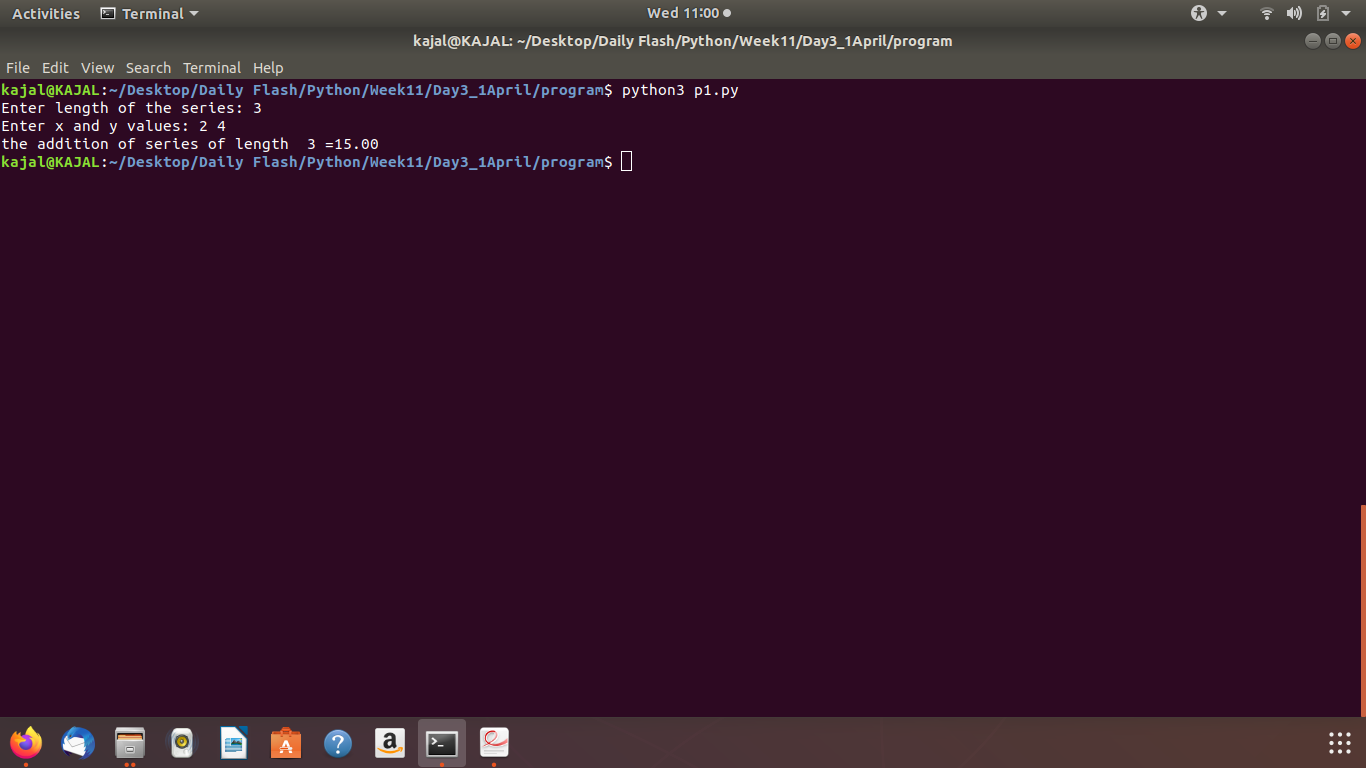 Activities Terminal Wed 11:00
kajal@KAJAL: ~/Desktop/Daily Flash/Python/Week11/Day3_1April/program
File Edit View Search Terminal Help
kajal@KAJAL:~/Desktop/Daily Flash/Python/Week11/Day3_1April/program$ python3 p1.py
Enter length of the series: 3
Enter x and y values: 2 4
the addition of series of length  3 =15.00
kajal@KAJAL:~/Desktop/Daily Flash/Python/Week11/Day3_1April/program$